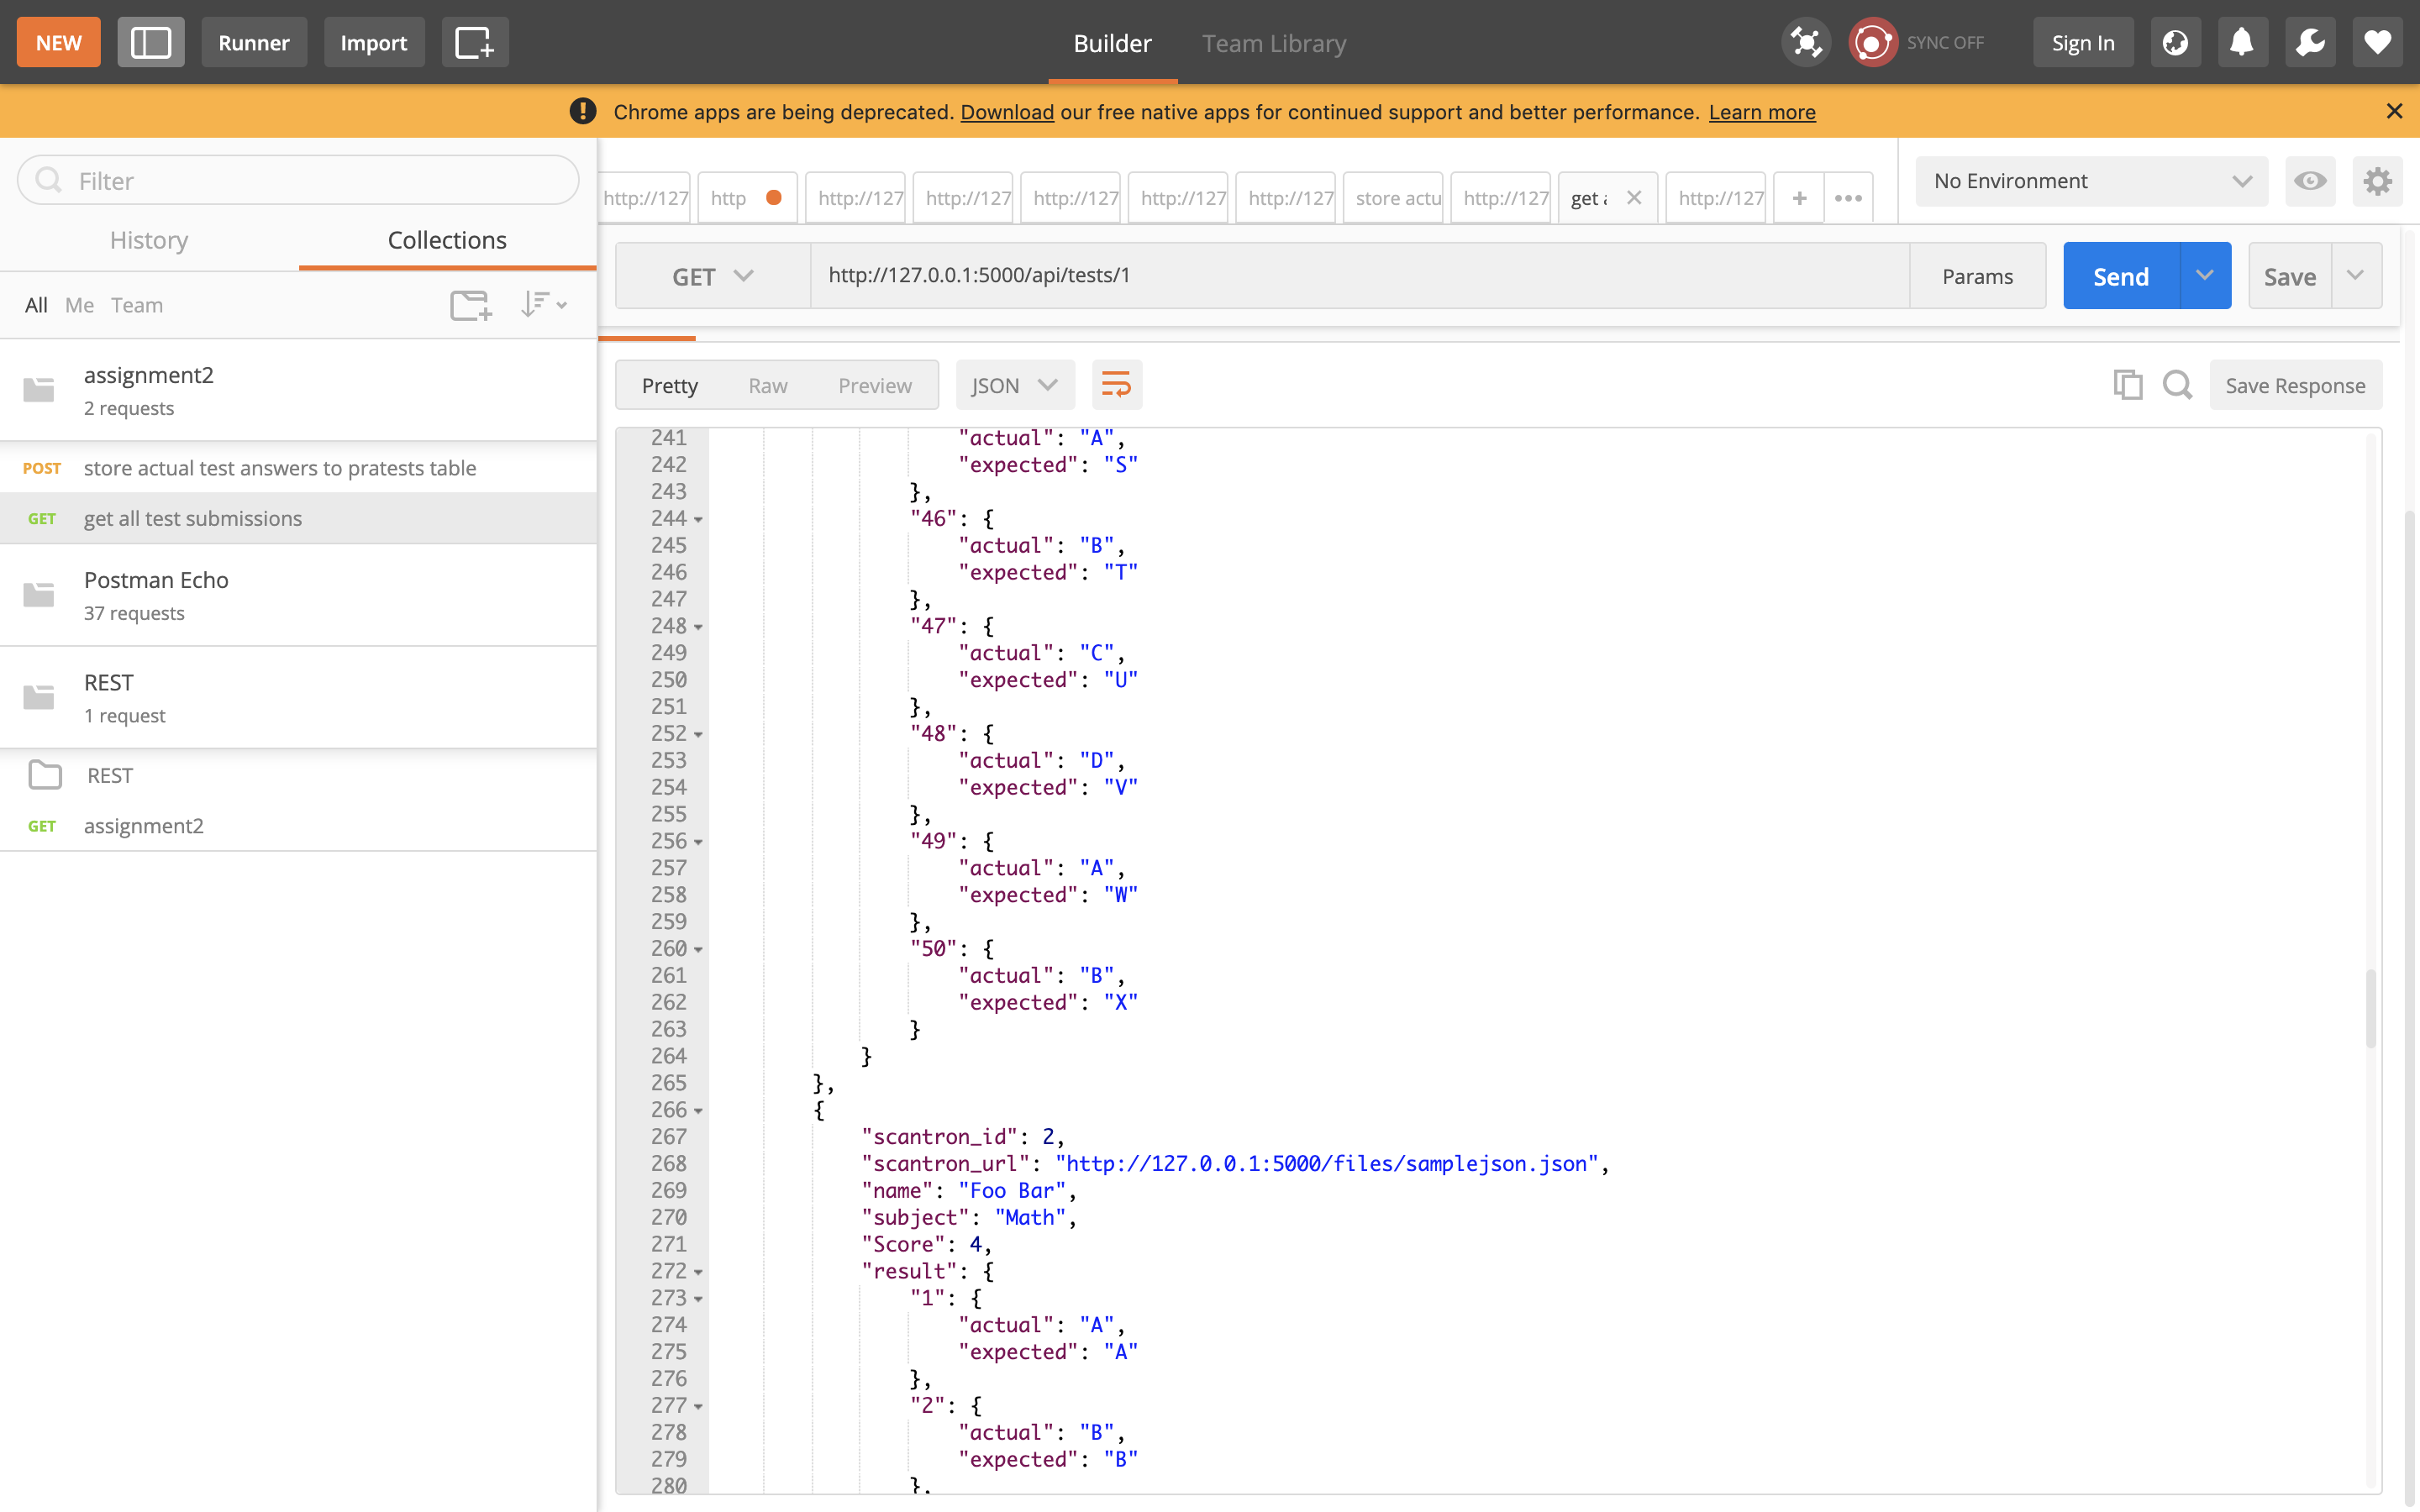 NEW Runner Import Builder Team Library SYNC OFF Sign In
Chrome apps are being deprecated. Download our free native apps for continued support and better performance. Learn more
Filter
History Collections
All Me Team
assignment2
2 requests
POST store actual test answers to pratests table
GET get all test submissions
Postman Echo
37 requests
REST
1 request
REST
GET assignment2
http://127 http http://127 http://127 http://127 http://127 http://127 store actu http://127 get http://127 + •••
No Environment
GET http://127.0.0.1:5000/api/tests/1 Params Send Save
Pretty Raw Preview JSON Save Response
241 "actual": "A",
242 "expected": "S"
243 },
244 "46": {
245 "actual": "B",
246 "expected": "T"
247 },
248 "47": {
249 "actual": "C",
250 "expected": "U"
251 },
252 "48": {
253 "actual": "D",
254 "expected": "V"
255 },
256 "49": {
257 "actual": "A",
258 "expected": "W"
259 },
260 "50": {
261 "actual": "B",
262 "expected": "X"
263 }
264 }
265 },
266 {
267 "scantron_id": 2,
268 "scantron_url": "http://127.0.0.1:5000/files/samplejson.json",
269 "name": "Foo Bar",
270 "subject": "Math",
271 "Score": 4,
272 "result": {
273 "1": {
274 "actual": "A",
275 "expected": "A"
276 },
277 "2": {
278 "actual": "B",
279 "expected": "B"
280 },